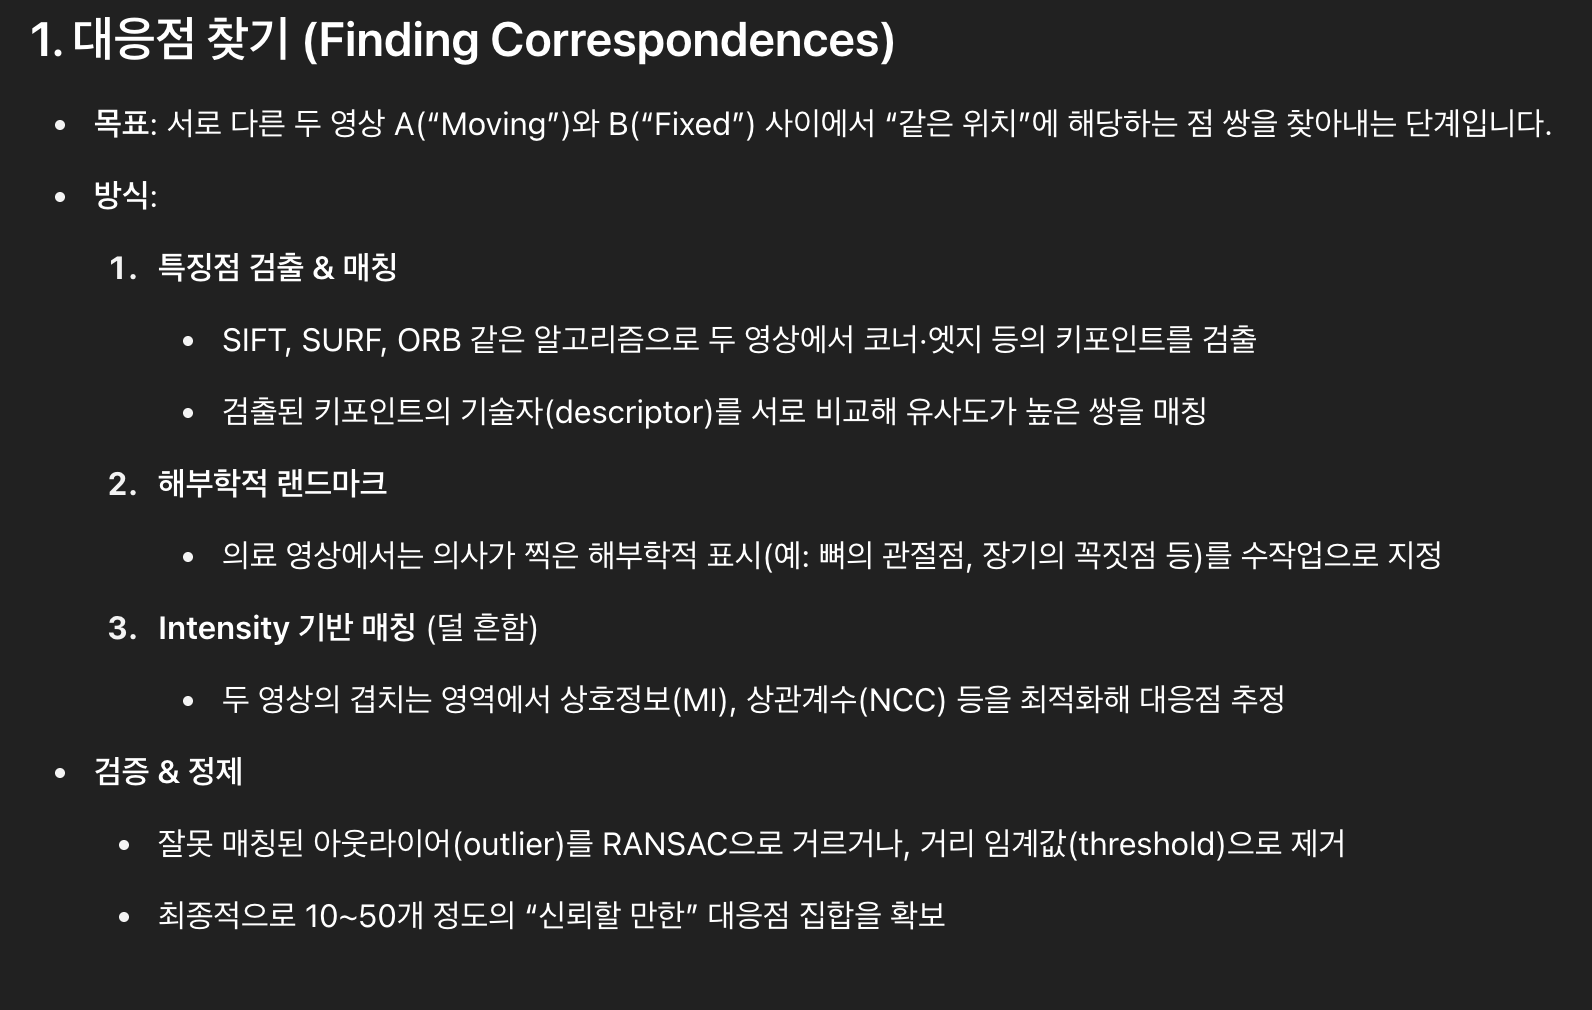 1. 대응점 찾기 (Finding Correspondences)
• 목표: 서로 다른 두 영상 A(“Moving”)와 B(“Fixed”) 사이에서 “같은 위치”에 해당하는 점 쌍을 찾아내는 단계입니다.
• 방식:
1. 특징점 검출 & 매칭
• SIFT, SURF, ORB 같은 알고리즘으로 두 영상에서 코너·엣지 등의 키포인트를 검출
• 검출된 키포인트의 기술자(descriptor)를 서로 비교해 유사도가 높은 쌍을 매칭
2. 해부학적 랜드마크
• 의료 영상에서는 의사가 찍은 해부학적 표시(예: 뼈의 관절점, 장기의 꼭짓점 등)를 수작업으로 지정
3. Intensity 기반 매칭 (덜 흔함)
• 두 영상의 겹치는 영역에서 상호정보(MI), 상관계수(NCC) 등을 최적화해 대응점 추정
• 검증 & 정제
• 잘못 매칭된 아웃라이어(outlier)를 RANSAC으로 거르거나, 거리 임계값(threshold)으로 제거
• 최종적으로 10~50개 정도의 “신뢰할 만한” 대응점 집합을 확보